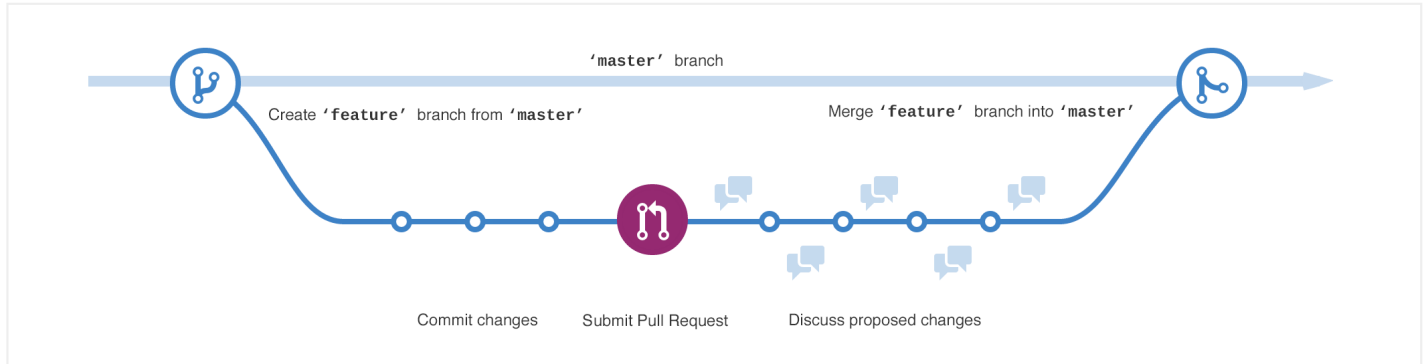 ‘master’ branch
Create ‘feature’ branch from ‘master’
Merge ‘feature’ branch into ‘master’
Commit changes
Submit Pull Request
Discuss proposed changes